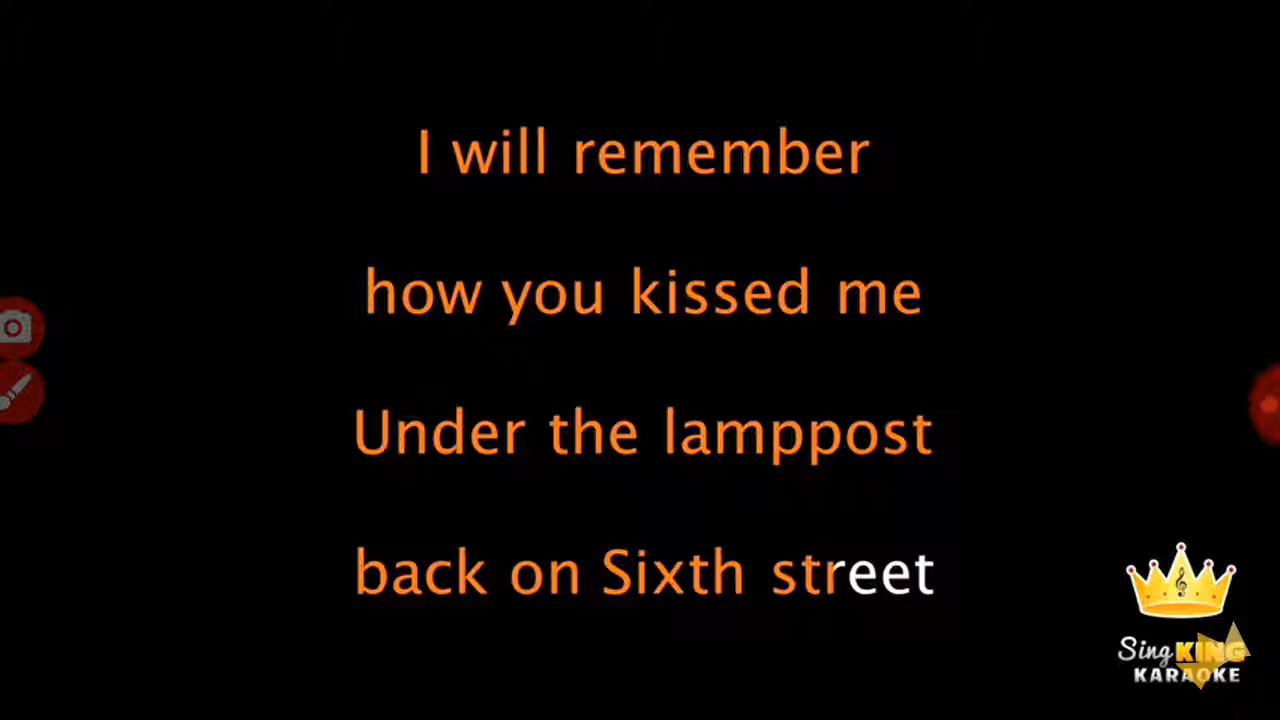 I will remember
how you kissed me
Under the lamppost
back on Sixth street
Sing KING
KARAOKE